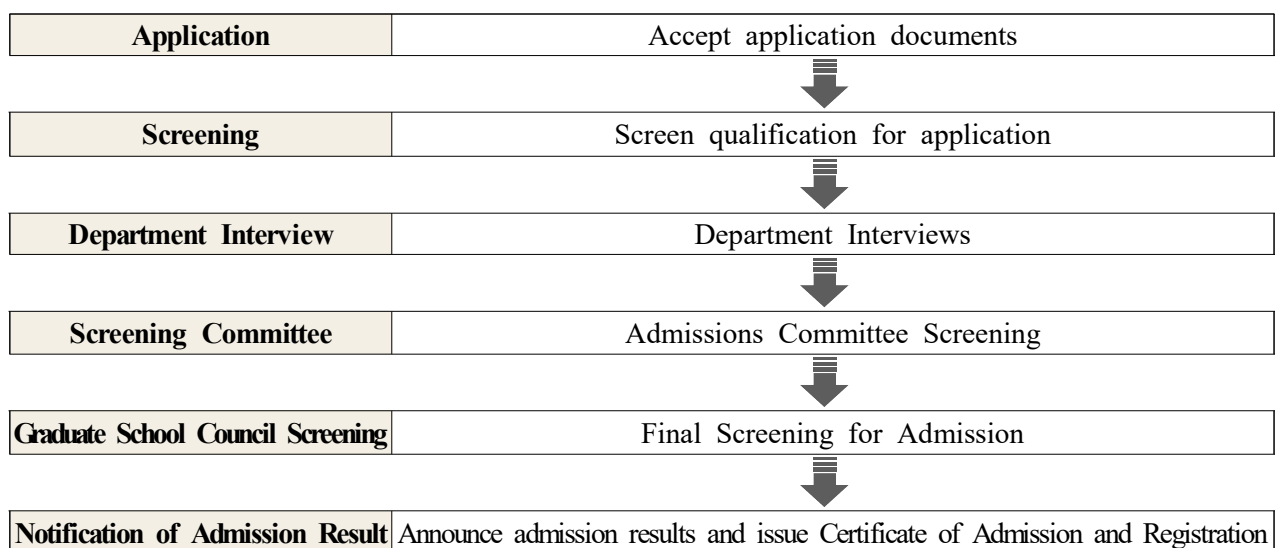 Application Accept application documents
Screening Screen qualification for application
Department Interview Department Interviews
Screening Committee Admissions Committee Screening
Graduate School Council Screening Final Screening for Admission
Notification of Admission Result Announce admission results and issue Certificate of Admission and Registration